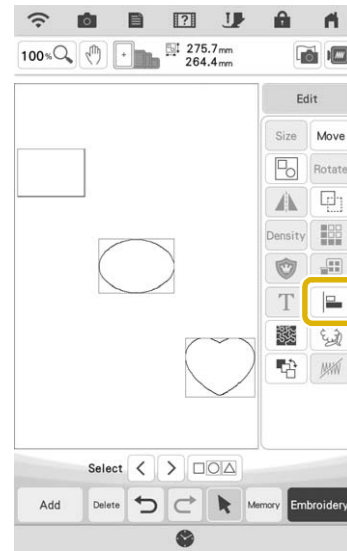 100%
275.7 mm
264.4 mm
Edit
Size Move
Rotate
Density
T
Select
Add Delete Memory Embroidery